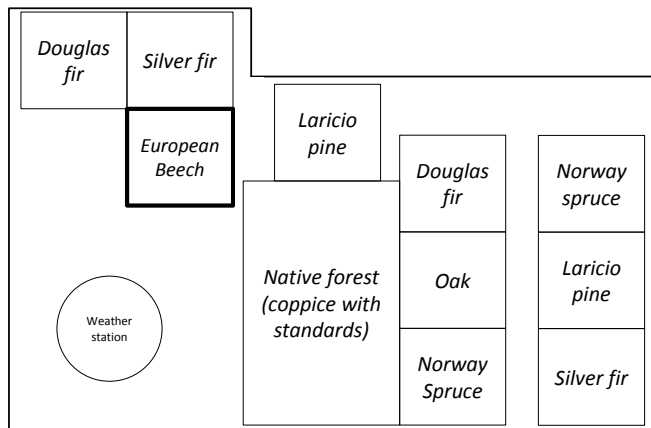 Douglas
fir
Silver fir
European
Beech
Laricio
pine
Douglas
fir
Norway
spruce
Native forest
(coppice with
standards)
Oak
Laricio
pine
Weather
station
Norway
Spruce
Silver fir